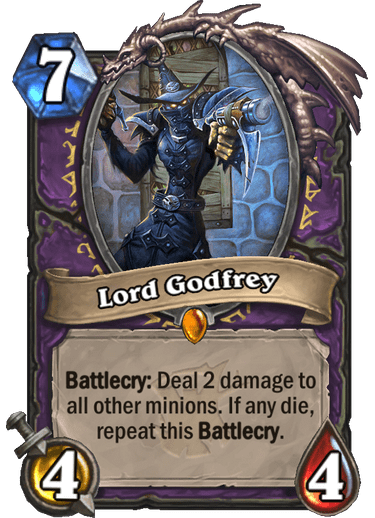 7
Lord Godfrey
Battlecry: Deal 2 damage to
all other minions. If any die,
repeat this Battlecry.
4
4